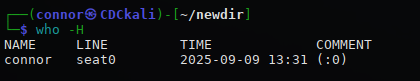 ┌──(connor㉿CDCkali)-[~/newdir]
└─$ who -H
NAME     LINE         TIME             COMMENT
connor   seat0        2025-09-09 13:31 (:0)